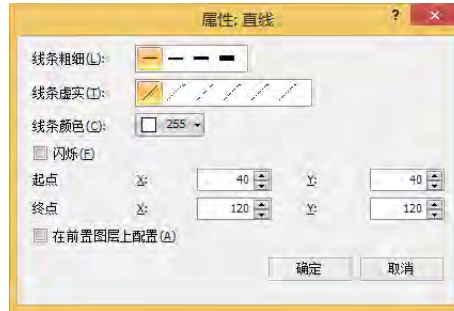 属性: 直线 ? ×
线条粗细(L):
线条虚实(T):
线条颜色(C): 255
闪烁(F)
起点 X: 40 Y: 40
终点 X: 120 Y: 120
在前置图层上配置(A)
确定 取消